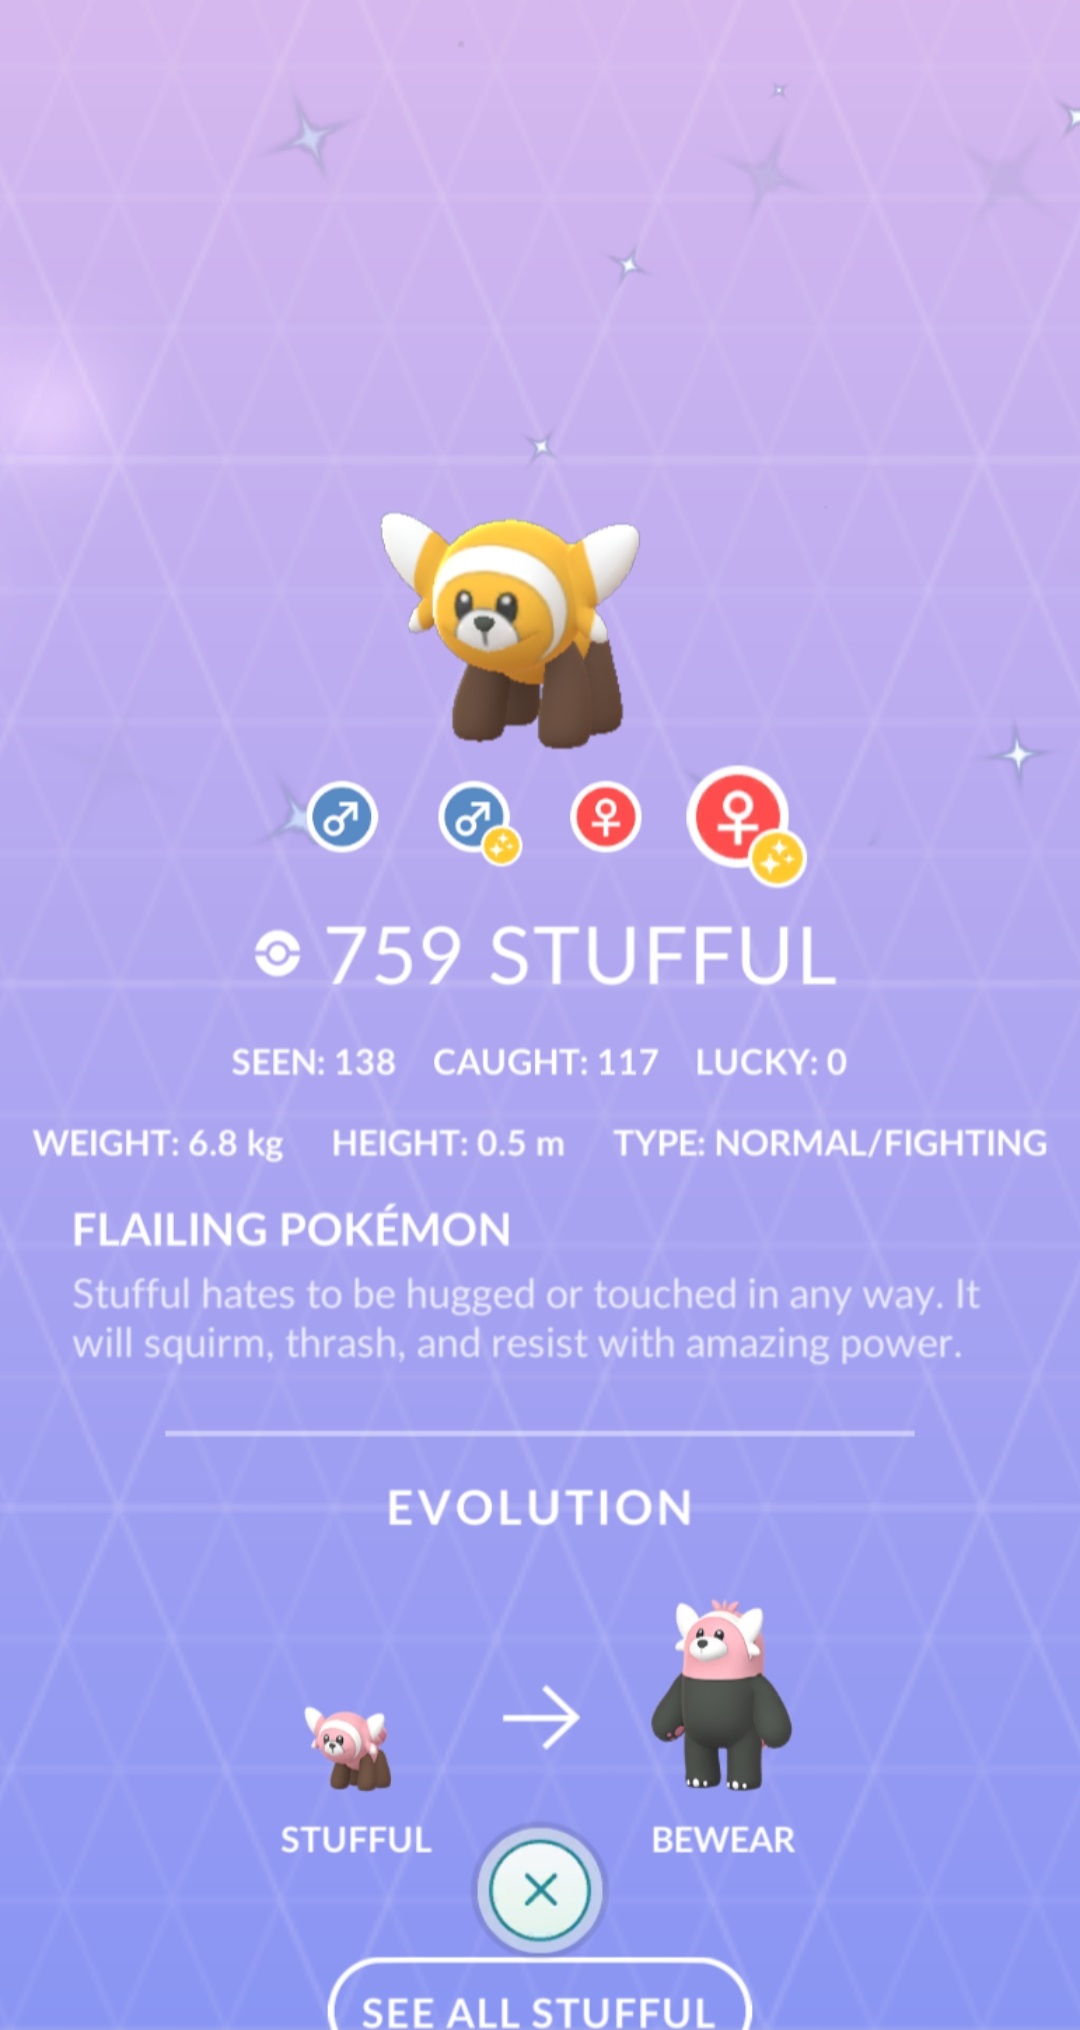 759 STUFFUL
SEEN: 138 CAUGHT: 117 LUCKY: 0
WEIGHT: 6.8 kg HEIGHT: 0.5 m TYPE: NORMAL/FIGHTING
FLAILING POKÉMON
Stufful hates to be hugged or touched in any way. It
will squirm, thrash, and resist with amazing power.
EVOLUTION
STUFFUL BEWEAR
SEE ALL STUFFUL